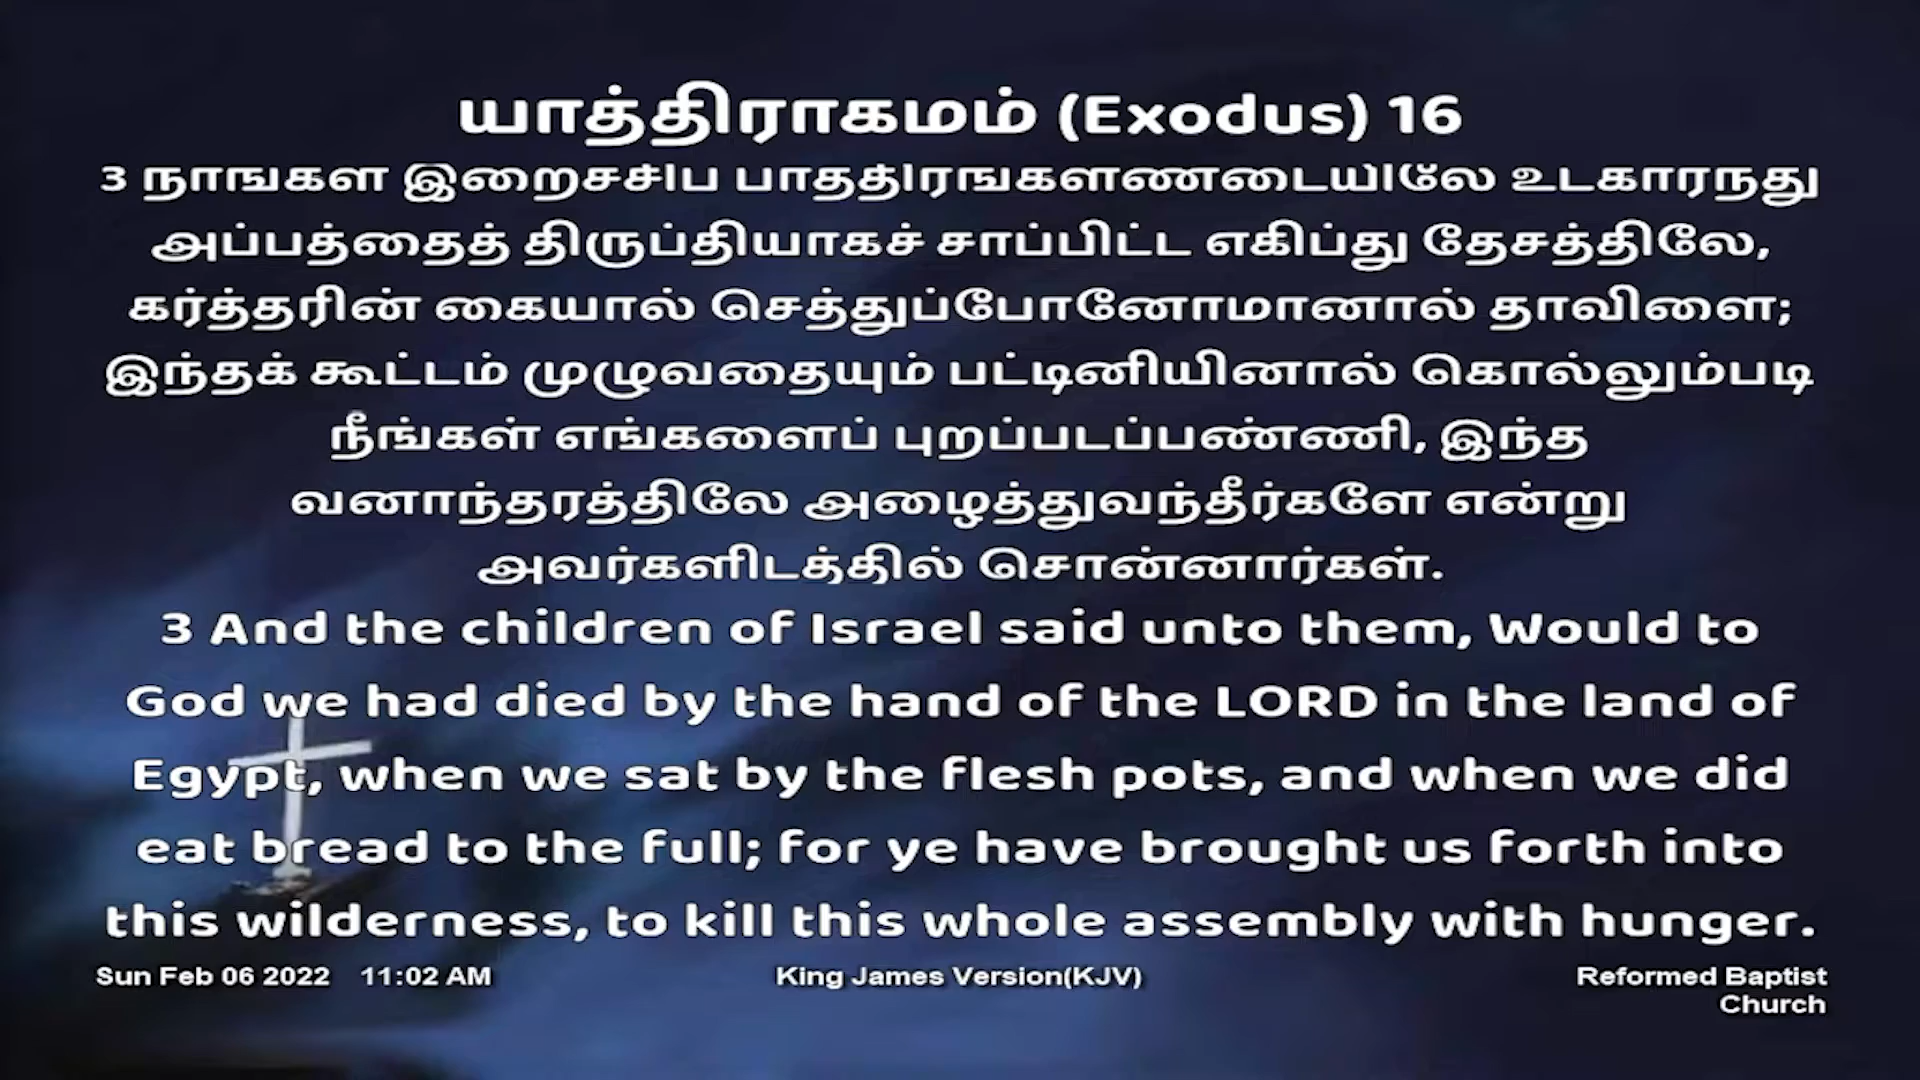 யாத்திராகமம் (Exodus) 16
3 நாங்கள் இறைச்சிப் பாத்திரங்களண்டையிலே உட்கார்ந்து
அப்பத்தைத் திருப்தியாகச் சாப்பிட்ட எகிப்து தேசத்திலே,
கர்த்தரின் கையால் செத்துப்போனோமானால் தாவிளை;
இந்தக் கூட்டம் முழுவதையும் பட்டினியினால் கொல்லும்படி
நீங்கள் எங்களைப் புறப்படப்பண்ணி, இந்த
வனாந்தரத்திலே அழைத்துவந்தீர்களே என்று
அவர்களிடத்தில் சொன்னார்கள்.
3 And the children of Israel said unto them, Would to
God we had died by the hand of the LORD in the land of
Egypt, when we sat by the flesh pots, and when we did
eat bread to the full; for ye have brought us forth into
this wilderness, to kill this whole assembly with hunger.
Sun Feb 06 2022 11:02 AM King James Version(KJV) Reformed Baptist
Church